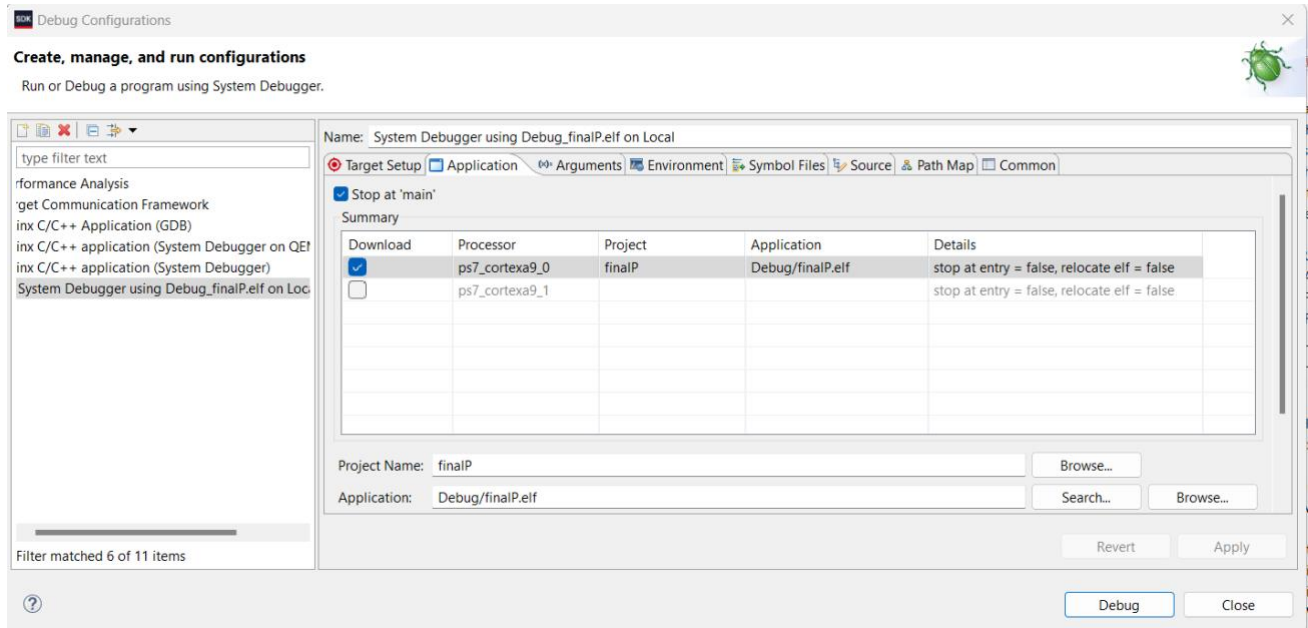 SDK Debug Configurations
Create, manage, and run configurations
Run or Debug a program using System Debugger.
type filter text
rformance Analysis
rget Communication Framework
inx C/C++ Application (GDB)
inx C/C++ application (System Debugger on QEM
inx C/C++ application (System Debugger)
System Debugger using Debug_finalP.elf on Loc
Filter matched 6 of 11 items
Name: System Debugger using Debug_finalP.elf on Local
Target Setup Application Arguments Environment Symbol Files Source Path Map Common
Stop at 'main'
Summary
Download Processor Project Application Details
ps7_cortexa9_0 finalP Debug/finalP.elf stop at entry = false, relocate elf = false
ps7_cortexa9_1 stop at entry = false, relocate elf = false
Project Name: finalP Browse...
Application: Debug/finalP.elf Search... Browse...
Revert Apply
? Debug Close